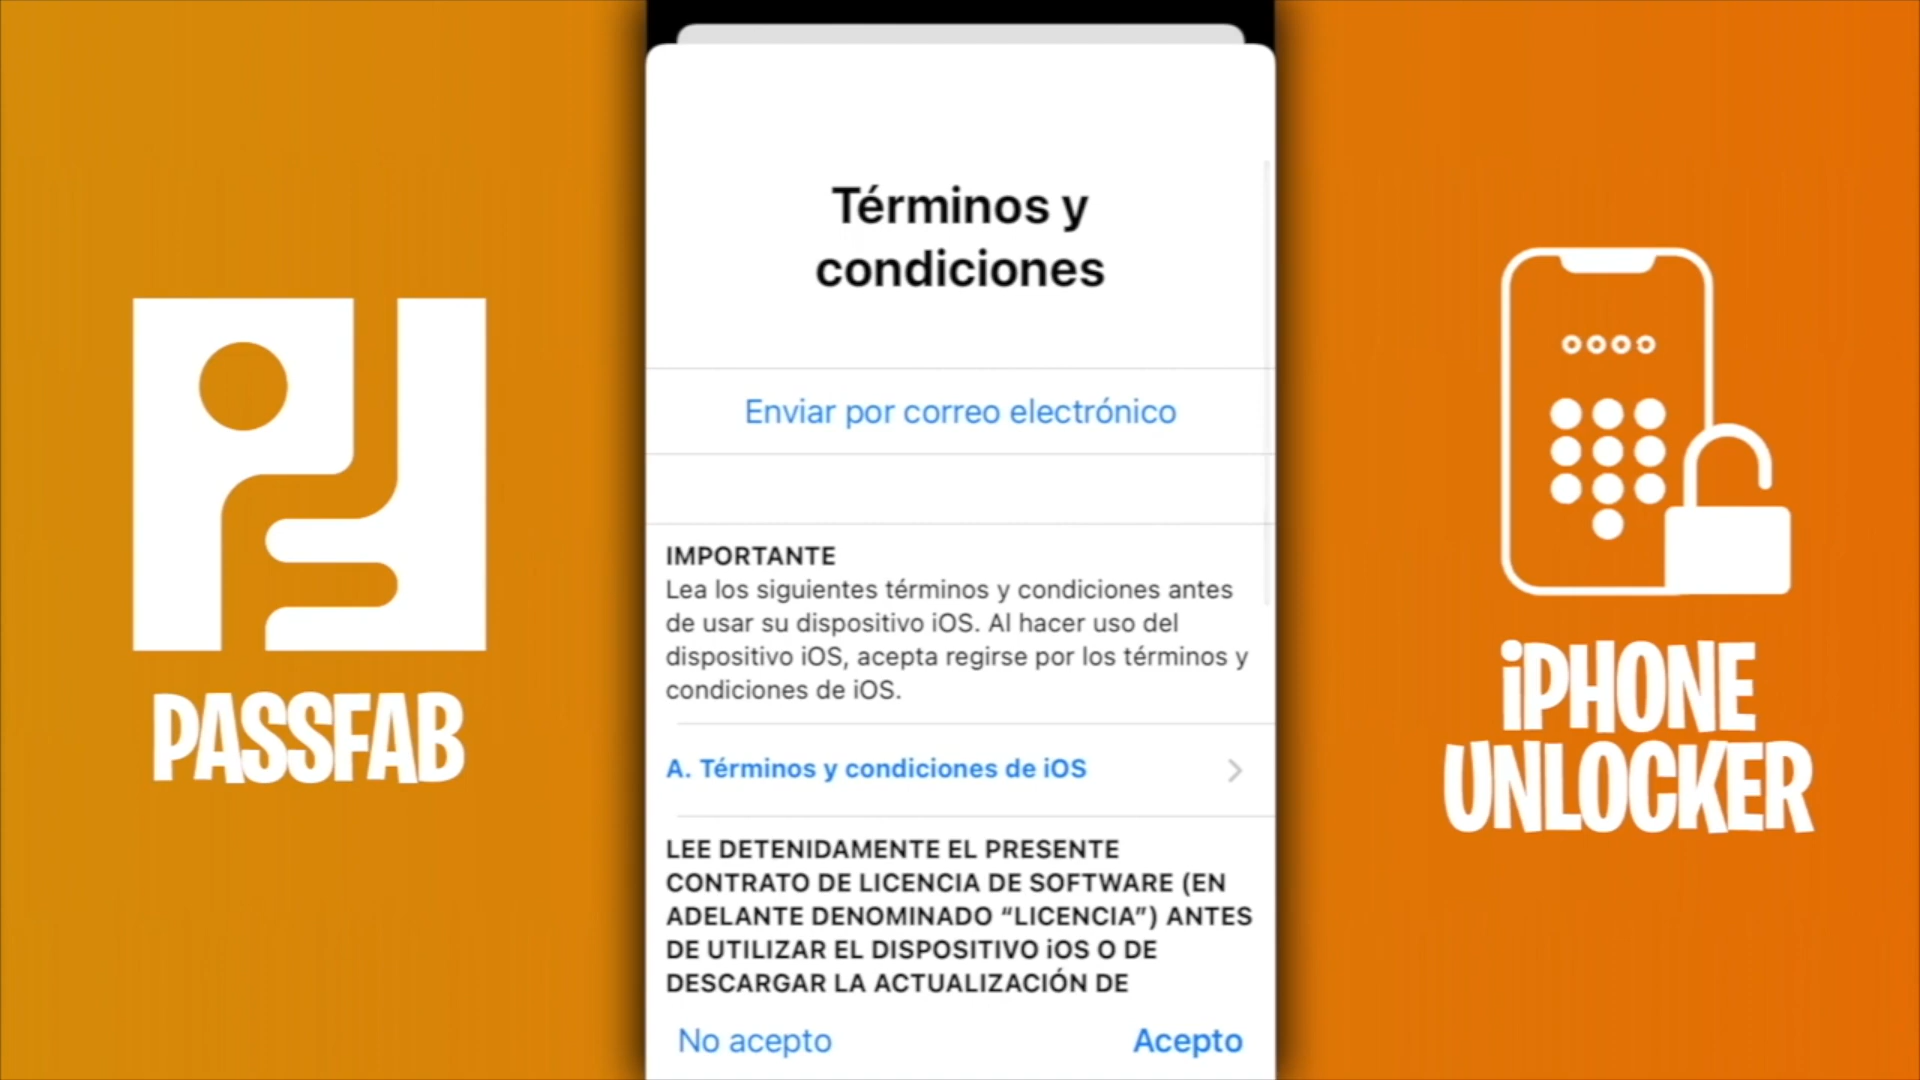 Términos y
condiciones
Enviar por correo electrónico
IMPORTANTE
Lea los siguientes términos y condiciones antes
de usar su dispositivo iOS. Al hacer uso del
dispositivo iOS, acepta regirse por los términos y
condiciones de iOS.
A. Términos y condiciones de iOS
LEE DETENIDAMENTE EL PRESENTE
CONTRATO DE LICENCIA DE SOFTWARE (EN
ADELANTE DENOMINADO “LICENCIA”) ANTES
DE UTILIZAR EL DISPOSITIVO iOS O DE
DESCARGAR LA ACTUALIZACIÓN DE
No acepto
Acepto
PASSFAB
iPHONE
UNLOCKER